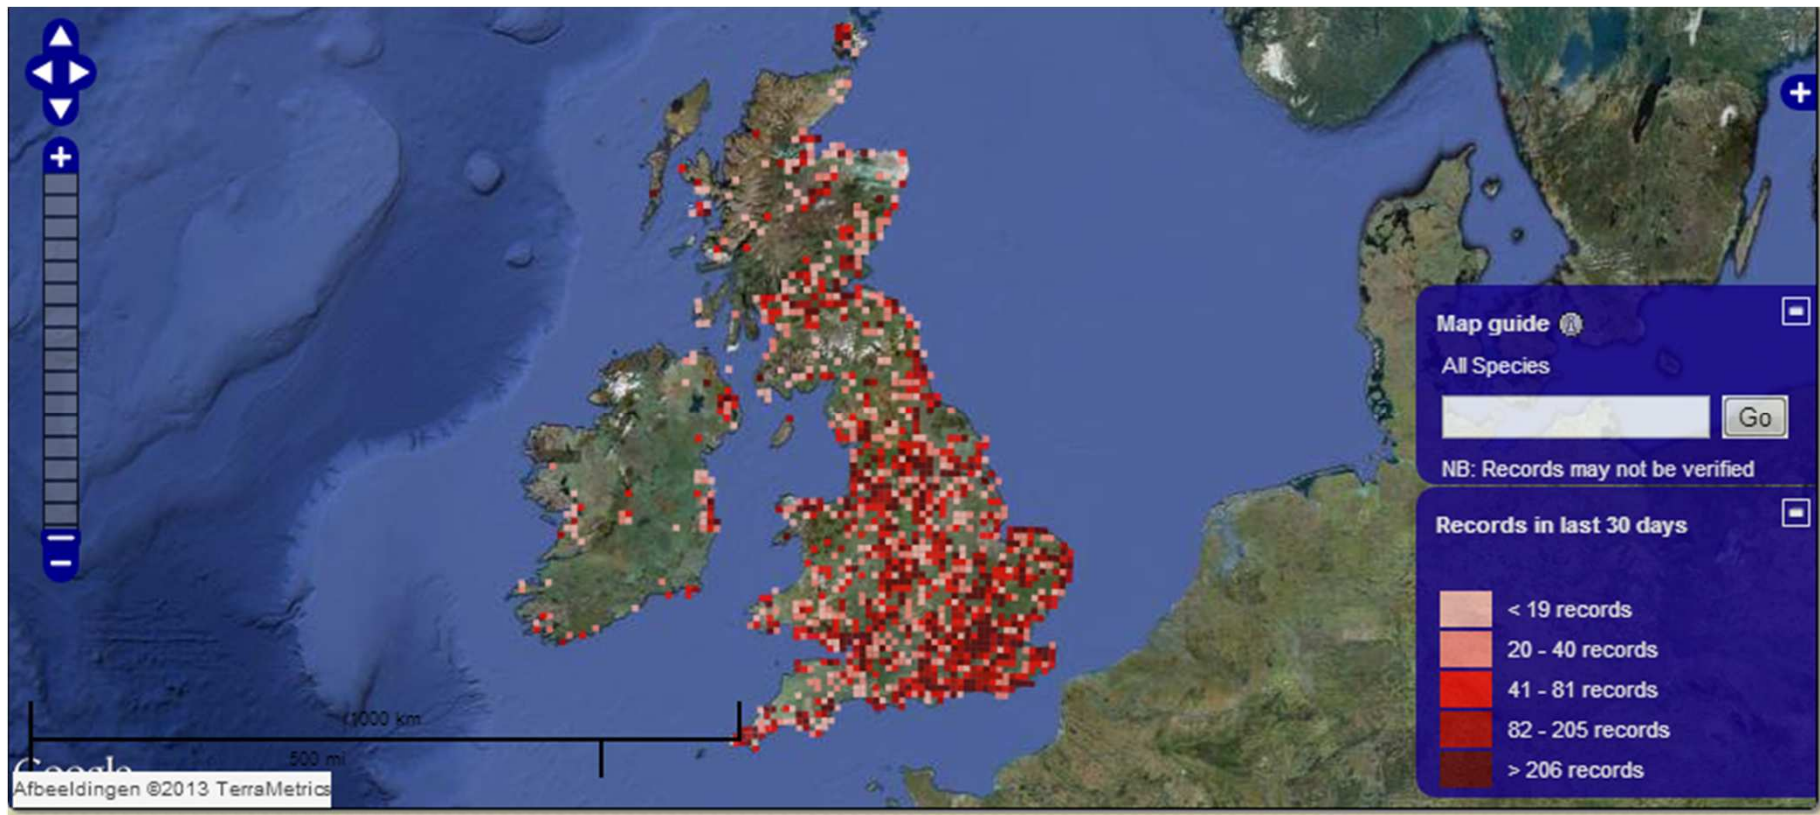 Map guide
All Species
Go
NB: Records may not be verified
Records in last 30 days
< 19 records
20 - 40 records
41 - 81 records
82 - 205 records
> 206 records
1000 km
500 mi
Google
Afbeeldingen ©2013 TerraMetrics